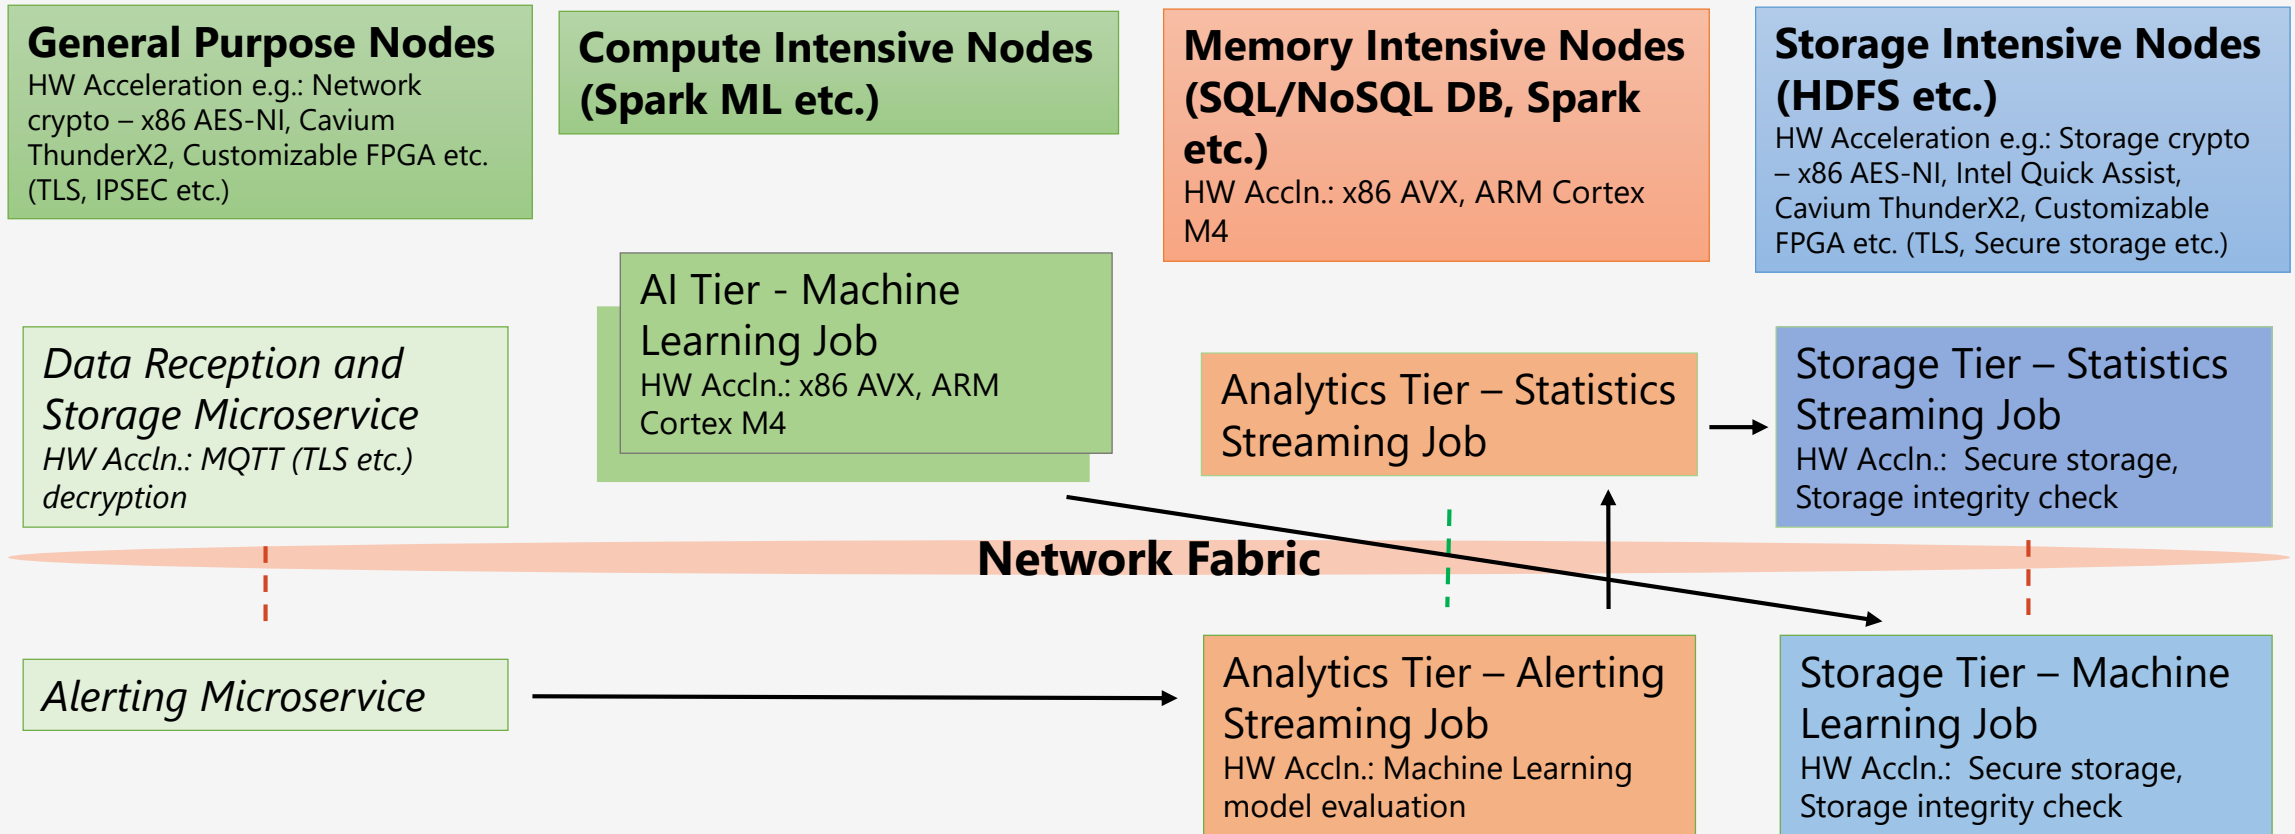 General Purpose Nodes
HW Acceleration e.g.: Network
crypto – x86 AES-NI, Cavium
ThunderX2, Customizable FPGA etc.
(TLS, IPSEC etc.)
Compute Intensive Nodes
(Spark ML etc.)
Memory Intensive Nodes
(SQL/NoSQL DB, Spark
etc.)
HW Accln.: x86 AVX, ARM Cortex
M4
Storage Intensive Nodes
(HDFS etc.)
HW Acceleration e.g.: Storage crypto
– x86 AES-NI, Intel Quick Assist,
Cavium ThunderX2, Customizable
FPGA etc. (TLS, Secure storage etc.)
Data Reception and
Storage Microservice
HW Accln.: MQTT (TLS etc.)
decryption
AI Tier - Machine
Learning Job
HW Accln.: x86 AVX, ARM
Cortex M4
Analytics Tier – Statistics
Streaming Job
Storage Tier – Statistics
Streaming Job
HW Accln.: Secure storage,
Storage integrity check
Network Fabric
Alerting Microservice
Analytics Tier – Alerting
Streaming Job
HW Accln.: Machine Learning
model evaluation
Storage Tier – Machine
Learning Job
HW Accln.: Secure storage,
Storage integrity check